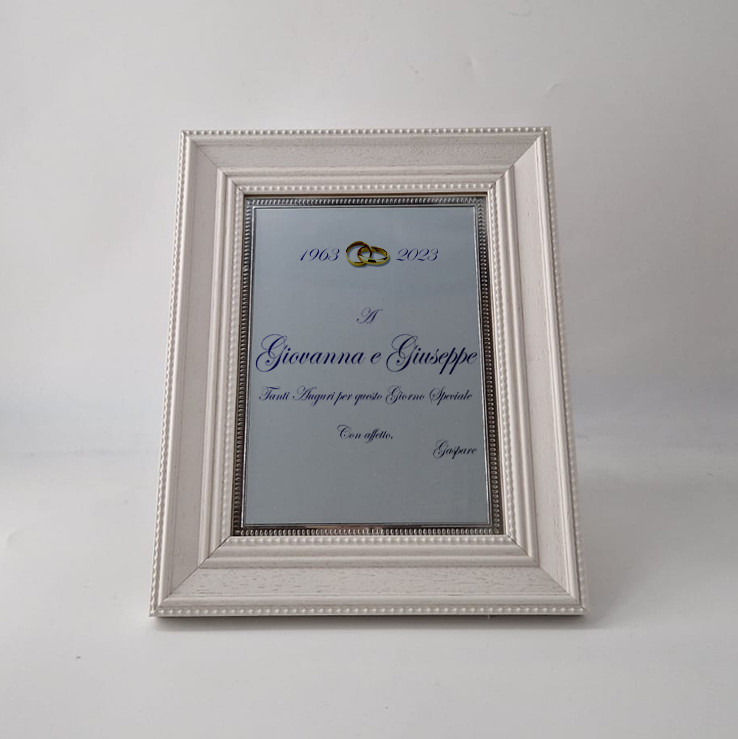 1963 2023
A
Giovanna e Giuseppe
Tanti Auguri per questo Giorno Speciale
Con affetto,
Gaspare